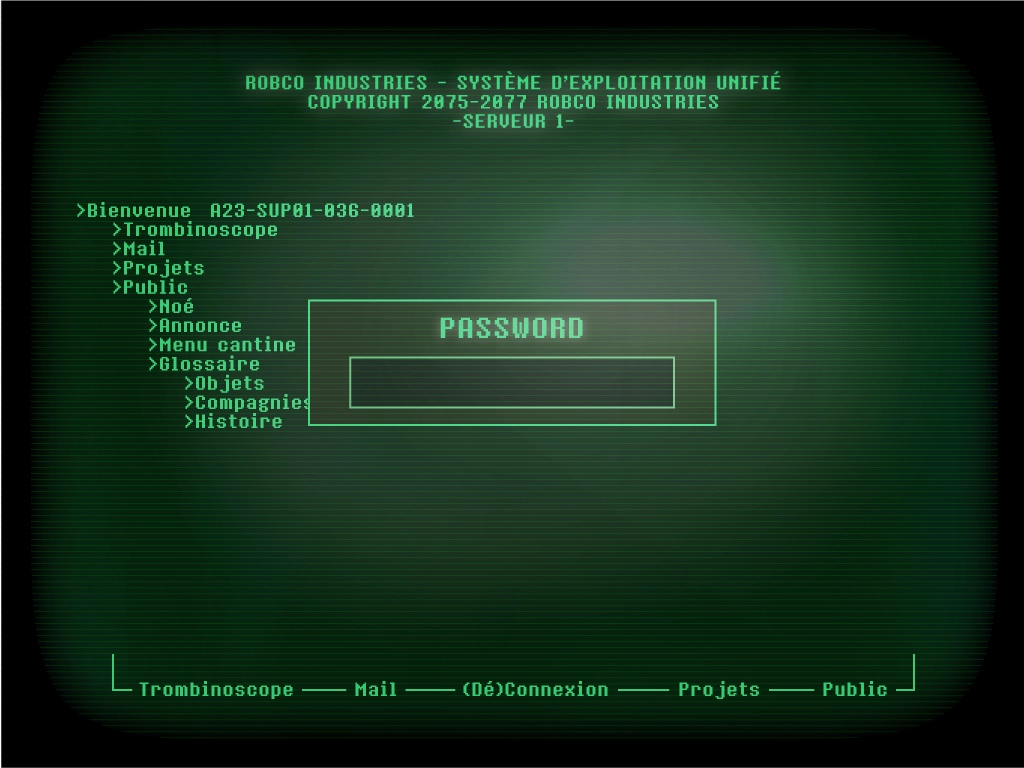 ROBCO INDUSTRIES - SYSTÈME D'EXPLOITATION UNIFIÉ
COPYRIGHT 2075-2077 ROBCO INDUSTRIES
-SERVEUR 1-
>Bienvenue A23-SUP01-036-0001
>Trombinoscope
>Mail
>Projets
>Public
>Noé
>Annonce
>Menu cantine
>Glossaire
>Objets
>Compagnies
>Histoire
PASSWORD
Trombinoscope Mail (Dé)Connexion Projets Public